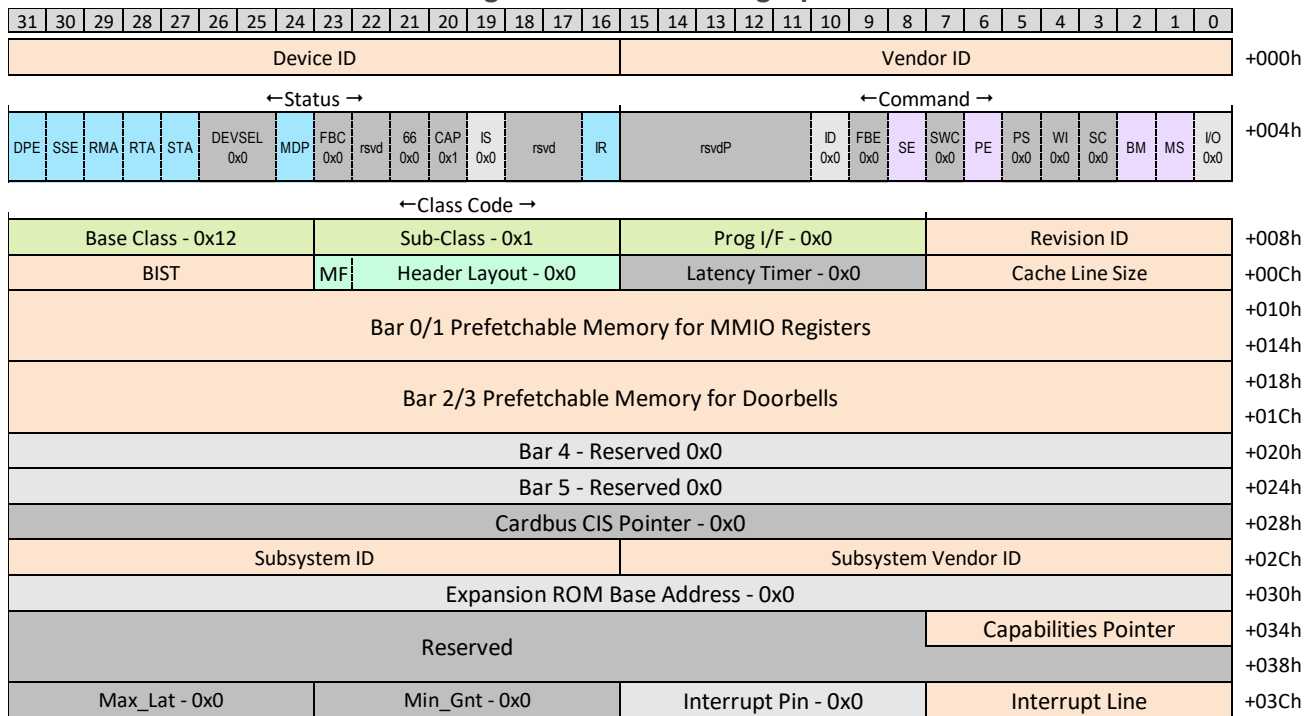 31 30 29 28 27 26 25 24 23 22 21 20 19 18 17 16 15 14 13 12 11 10 9 8 7 6 5 4 3 2 1 0
Device ID Vendor ID +000h
←Status → ←Command →
DPE SSE RMA RTA STA DEVSEL 0x0 MDP FBC 0x0 rsvd 66 0x0 CAP 0x1 IS 0x0 rsvd IR rsvdP ID 0x0 FBE 0x0 SE SWC 0x0 PE PS 0x0 WI 0x0 SC 0x0 BM MS I/O 0x0 +004h
←Class Code →
Base Class - 0x12 Sub-Class - 0x1 Prog I/F - 0x0 Revision ID +008h
BIST MF Header Layout - 0x0 Latency Timer - 0x0 Cache Line Size +00Ch
Bar 0/1 Prefetchable Memory for MMIO Registers +010h
+014h
Bar 2/3 Prefetchable Memory for Doorbells +018h
+01Ch
Bar 4 - Reserved 0x0 +020h
Bar 5 - Reserved 0x0 +024h
Cardbus CIS Pointer - 0x0 +028h
Subsystem ID Subsystem Vendor ID +02Ch
Expansion ROM Base Address - 0x0 +030h
Reserved Capabilities Pointer +034h
+038h
Max_Lat - 0x0 Min_Gnt - 0x0 Interrupt Pin - 0x0 Interrupt Line +03Ch